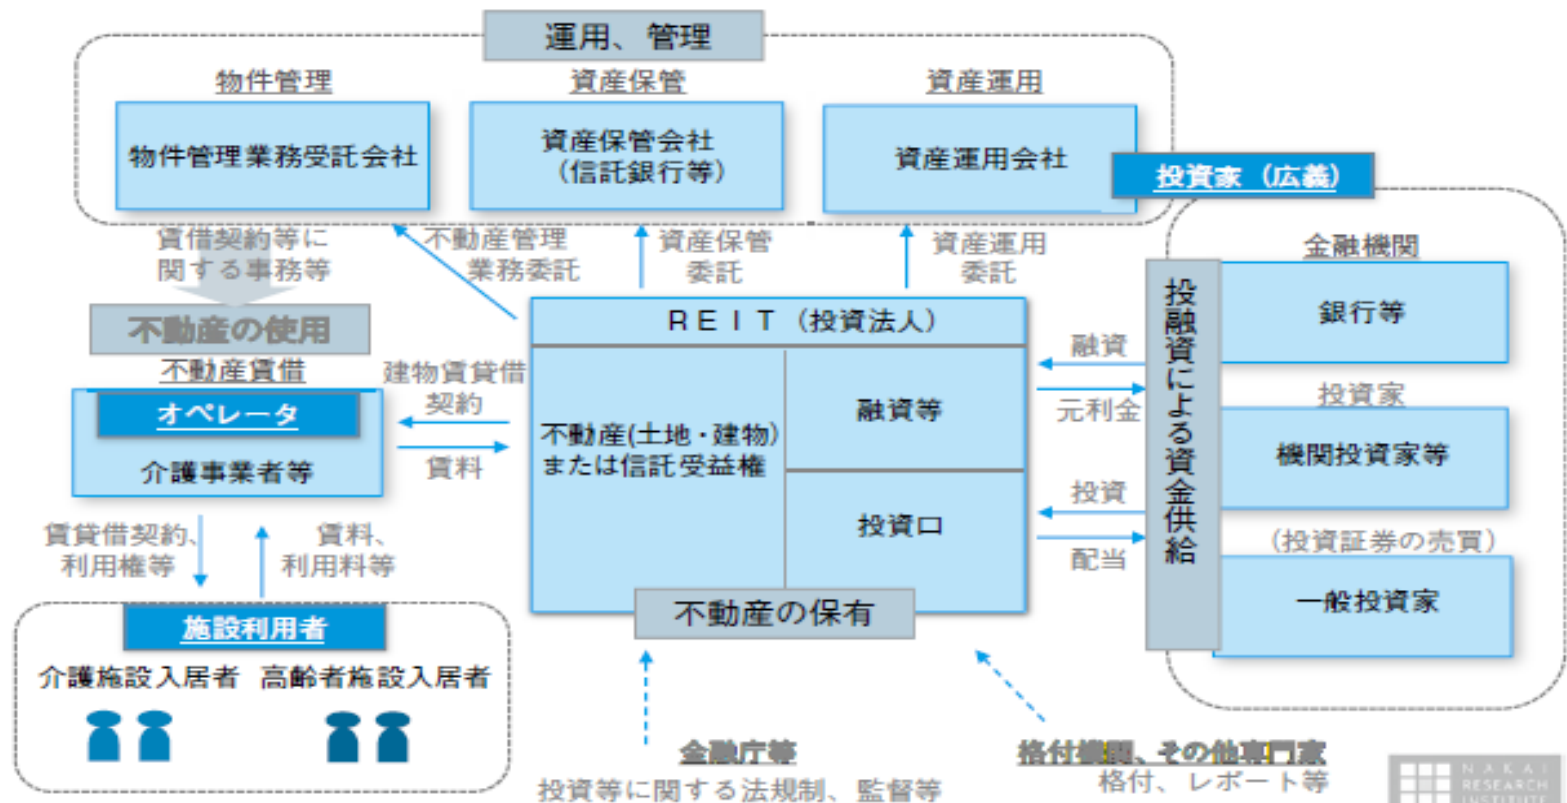 運用、管理
物件管理
資産保管
資産運用
物件管理業務受託会社
資産保管会社
（信託銀行等）
資産運用会社
投資家（広義）
賃借契約等に
関する事務等
不動産管理
業務委託
資産保管
委託
資産運用
委託
不動産の使用
不動産賃借
オペレータ
介護事業者等
建物賃貸借
契約
賃料
ＲＥＩＴ（投資法人）
不動産(土地・建物)
または信託受益権
融資等
投資口
不動産の保有
融資
元利金
投資
配当
投融資による資金供給
金融機関
銀行等
投資家
機関投資家等
（投資証券の売買）
一般投資家
賃貸借契約、
利用権等
賃料、
利用料等
施設利用者
介護施設入居者 高齢者施設入居者
金融庁等
投資等に関する法規制、監督等
格付機関、その他専門家
格付、レポート等
NAKAI
RESEARCH
INSTITUTE